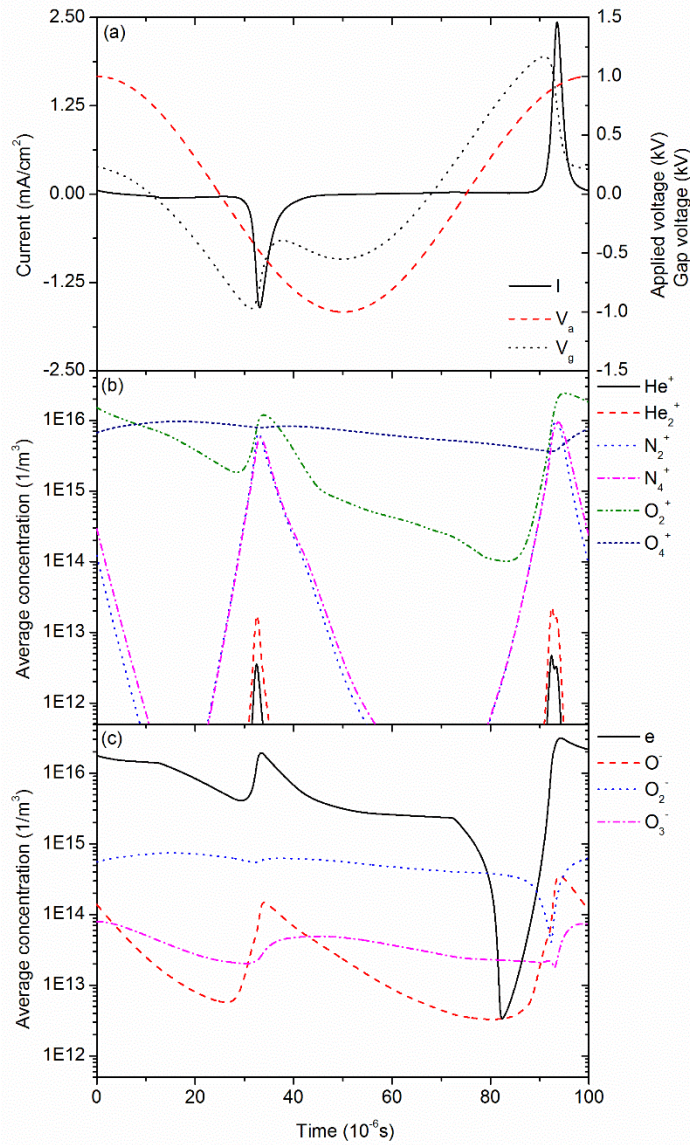 (a)
2.50
1.25
0.00
-1.25
-2.50
Current (mA/cm²)
1.5
1.0
0.5
0.0
-0.5
-1.0
-1.5
Applied voltage (kV)
Gap voltage (kV)
I
Vₐ
V_g
(b)
1E16
1E15
1E14
1E13
1E12
Average concentration (1/m³)
He⁺
He₂⁺
N₂⁺
N₄⁺
O₂⁺
O₄⁺
(c)
1E16
1E15
1E14
1E13
1E12
Average concentration (1/m³)
e
O⁻
O₂⁻
O₃⁻
0 20 40 60 80 100
Time (10⁻⁶s)